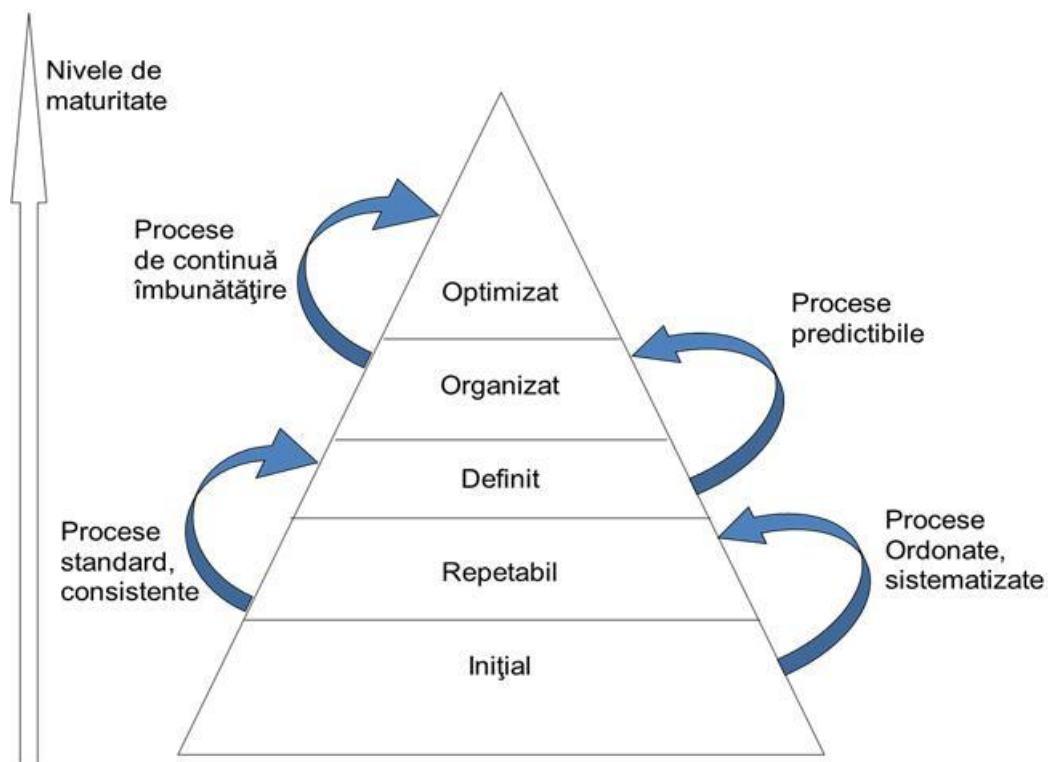 Nivele de
maturitate
Procese
de continuă
îmbunătăţire
Optimizat
Procese
predictibile
Organizat
Definit
Procese
standard,
consistente
Procese
Ordonate,
sistematizate
Repetabil
Iniţial